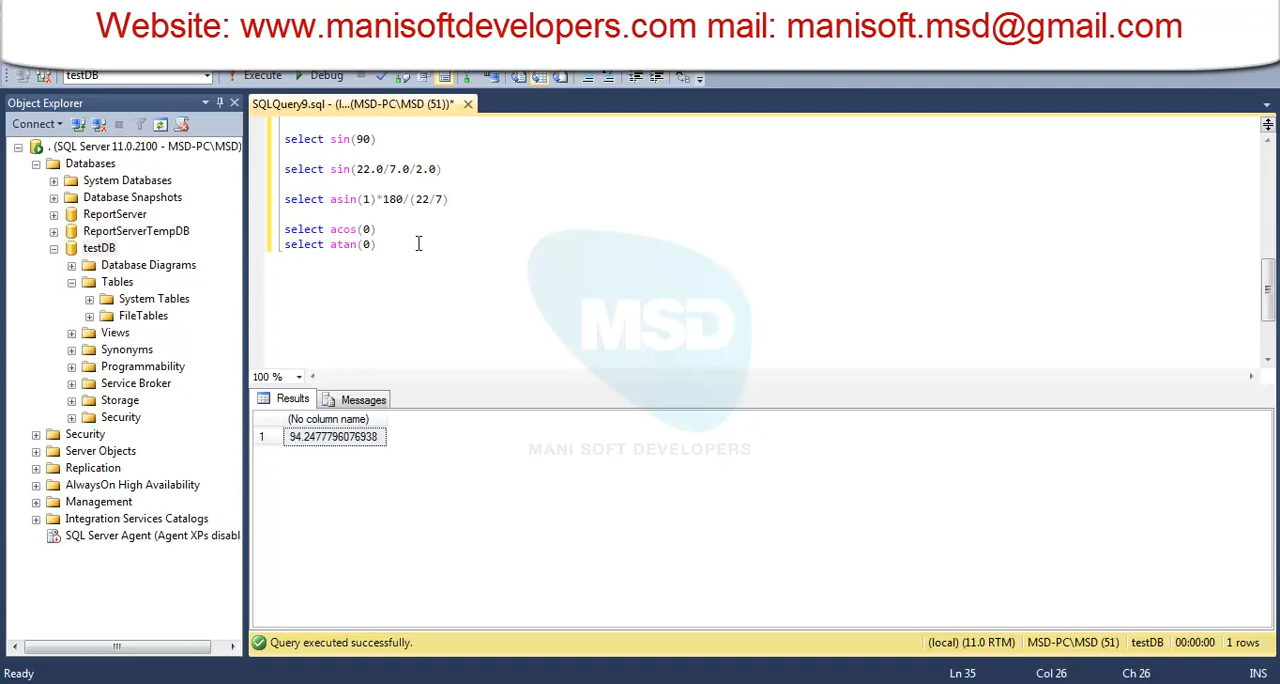 Website: www.manisoftdevelopers.com mail: manisoft.msd@gmail.com
testDB Execute Debug
Object Explorer
SQLQuery9.sql - (l...(MSD-PC\MSD (51))*
Connect
. (SQL Server 11.0.2100 - MSD-PC\MSD)
Databases
System Databases
Database Snapshots
ReportServer
ReportServerTempDB
testDB
Database Diagrams
Tables
System Tables
FileTables
Views
Synonyms
Programmability
Service Broker
Storage
Security
Security
Server Objects
Replication
AlwaysOn High Availability
Management
Integration Services Catalogs
SQL Server Agent (Agent XPs disabl
select sin(90)
select sin(22.0/7.0/2.0)
select asin(1)*180/(22/7)
select acos(0)
select atan(0)
MSD
MANI SOFT DEVELOPERS
100 %
Results Messages
(No column name)
1 94.2477796076938
Query executed successfully. (local) (11.0 RTM) MSD-PC\MSD (51) testDB 00:00:00 1 rows
Ready Ln 35 Col 26 Ch 26 INS